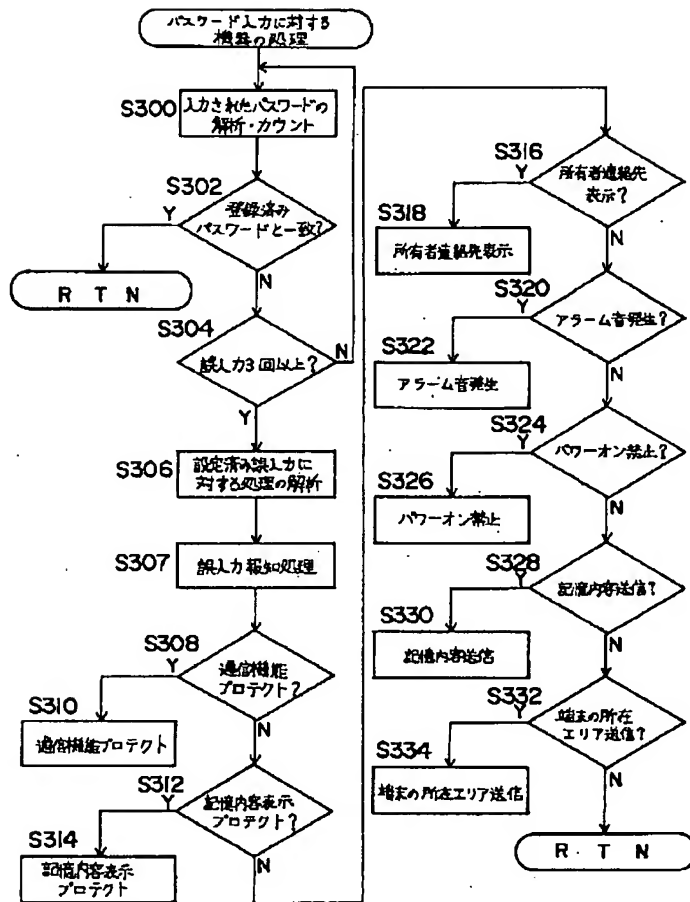 パスワード入力に対する
機器の処理
S300
入力されたパスワードの
解析・カウント
S302
Y
登録済み
パスワードと一致?
N
R T N
S304
誤入力3回以上?
N
Y
S306
設定済み誤入力に
対する処理の解析
S307
誤入力報知処理
S308
Y
通信機能
プロテクト?
S310
通信機能プロテクト
N
S312
Y
記憶内容表示
プロテクト?
S314
記憶内容表示
プロテクト
N
S316
Y
所有者連絡先
表示?
S318
所有者連絡先表示
N
S320
Y
アラーム音発生?
S322
アラーム音発生
N
S324
Y
パワーオン禁止?
S326
パワーオン禁止
N
S328
Y
記憶内容送信?
S330
記憶内容送信
N
S332
Y
端末の所在
エリア送信?
S334
端末の所在エリア送信
N
R T N